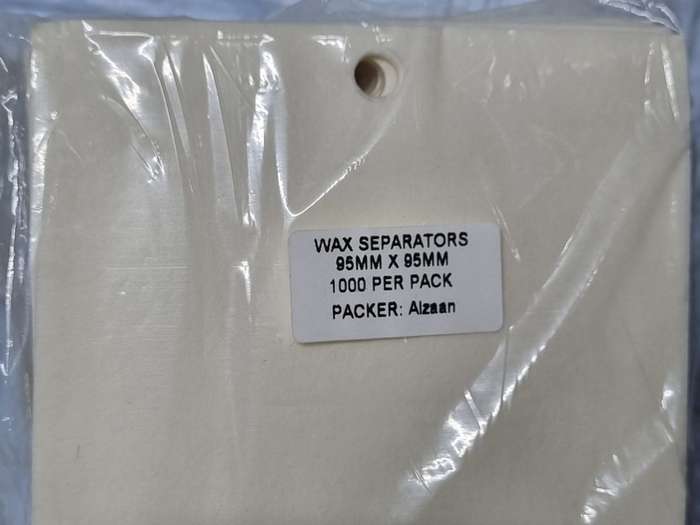 WAX SEPARATORS
95MM X 95MM
1000 PER PACK
PACKER: Alzaan